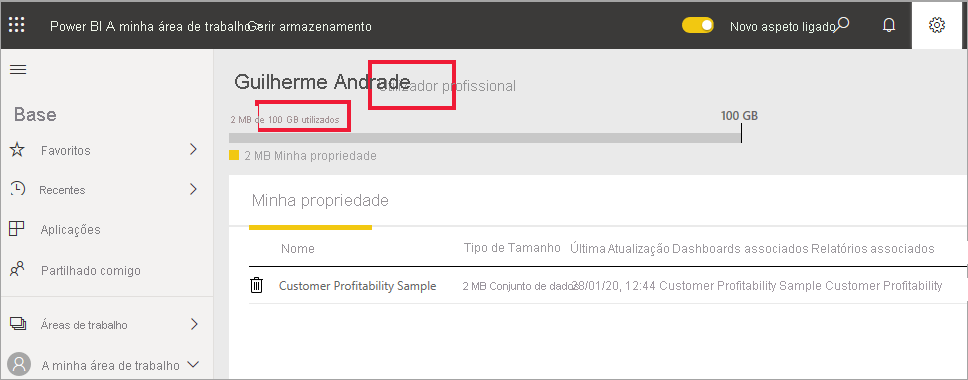 Power BI A minha área de trabalho > Gerir armazenamento Novo aspeto ligado
Guilherme Andrade Utilizador profissional
2 MB de 100 GB utilizados
100 GB
2 MB Minha propriedade
Base
Favoritos
Recentes
Aplicações
Partilhado comigo
Áreas de trabalho
A minha área de trabalho
Minha propriedade
Nome Tipo de Tamanho Última Atualização Dashboards associados Relatórios associados
Customer Profitability Sample 2 MB Conjunto de dados 28/01/20, 12:44 Customer Profitability Sample Customer Profitability